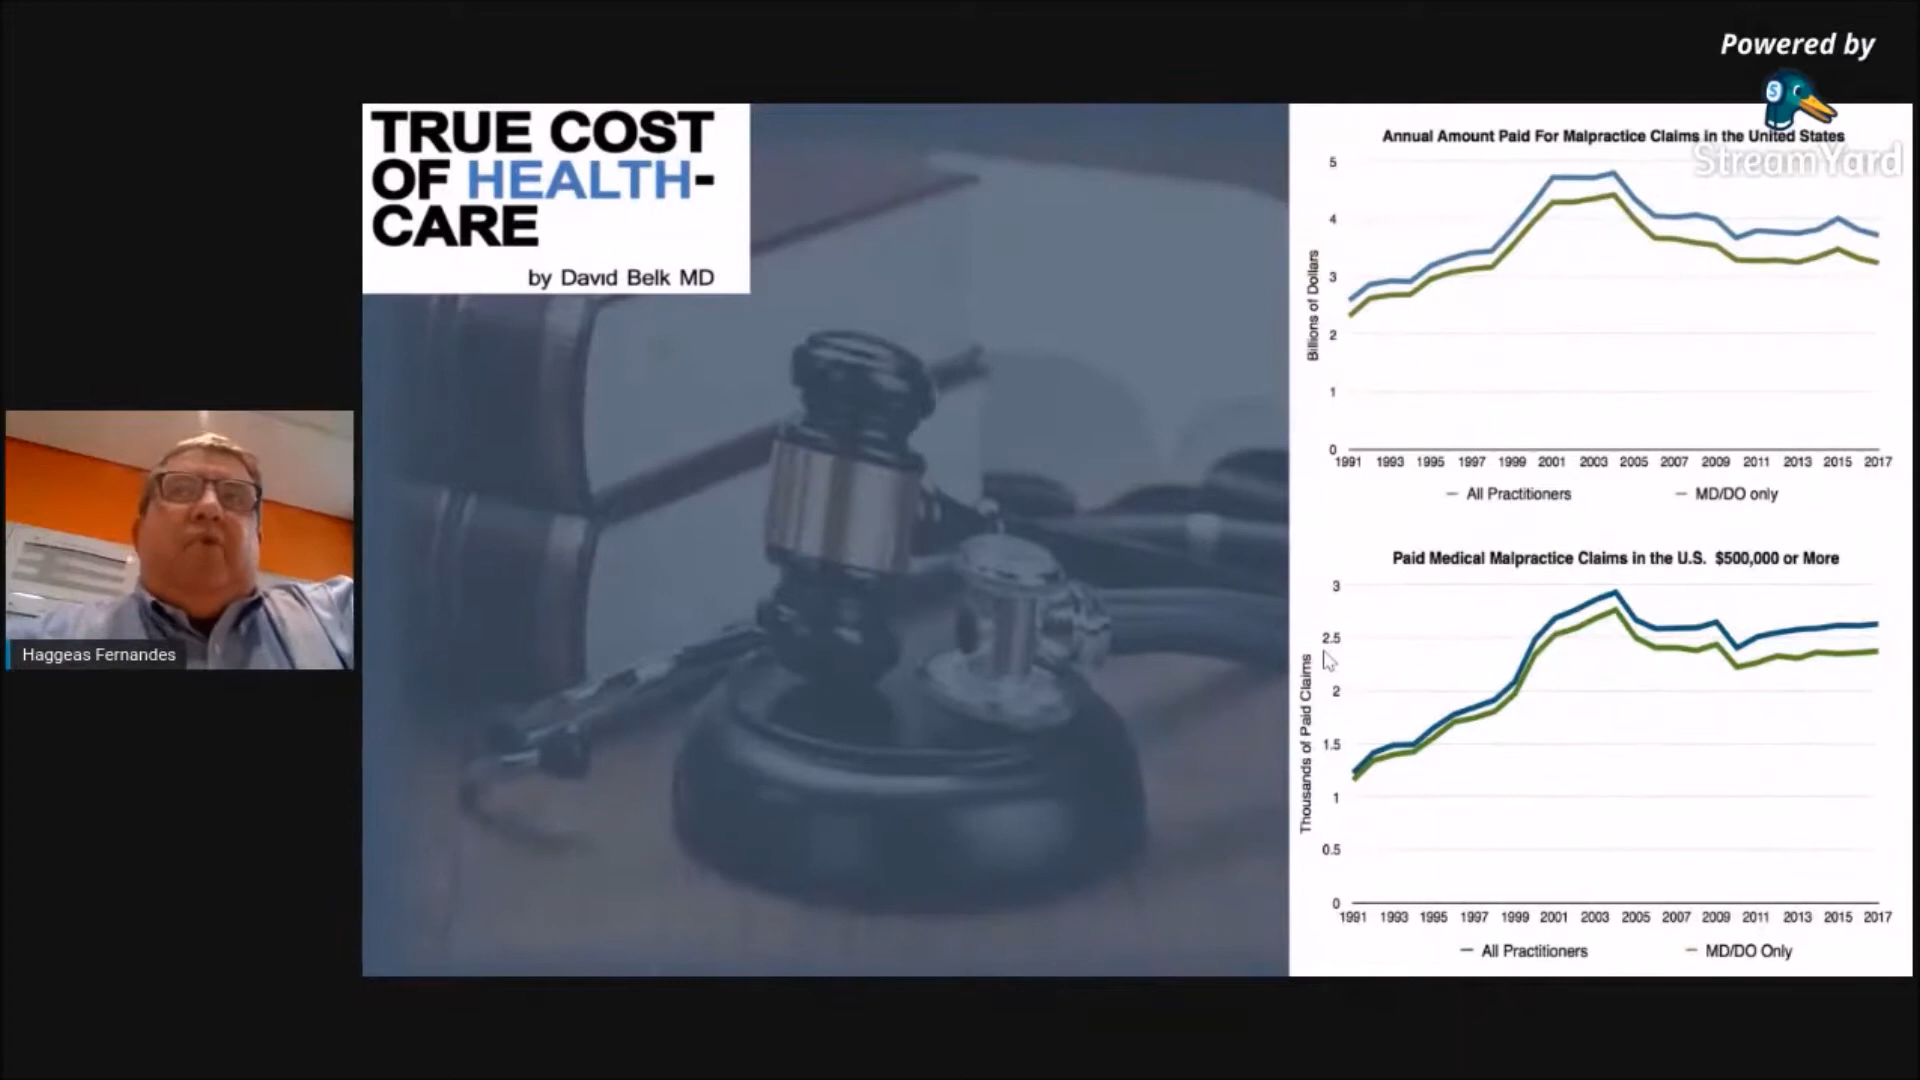 Powered by
StreamYard
TRUE COST
OF HEALTH-
CARE
by David Belk MD
Haggeas Fernandes
Annual Amount Paid For Malpractice Claims in the United States
Billions of Dollars
5
4
3
2
1
0
1991 1993 1995 1997 1999 2001 2003 2005 2007 2009 2011 2013 2015 2017
All Practitioners MD/DO only
Paid Medical Malpractice Claims in the U.S. $500,000 or More
Thousands of Paid Claims
3
2.5
2
1.5
1
0.5
0
1991 1993 1995 1997 1999 2001 2003 2005 2007 2009 2011 2013 2015 2017
All Practitioners MD/DO Only